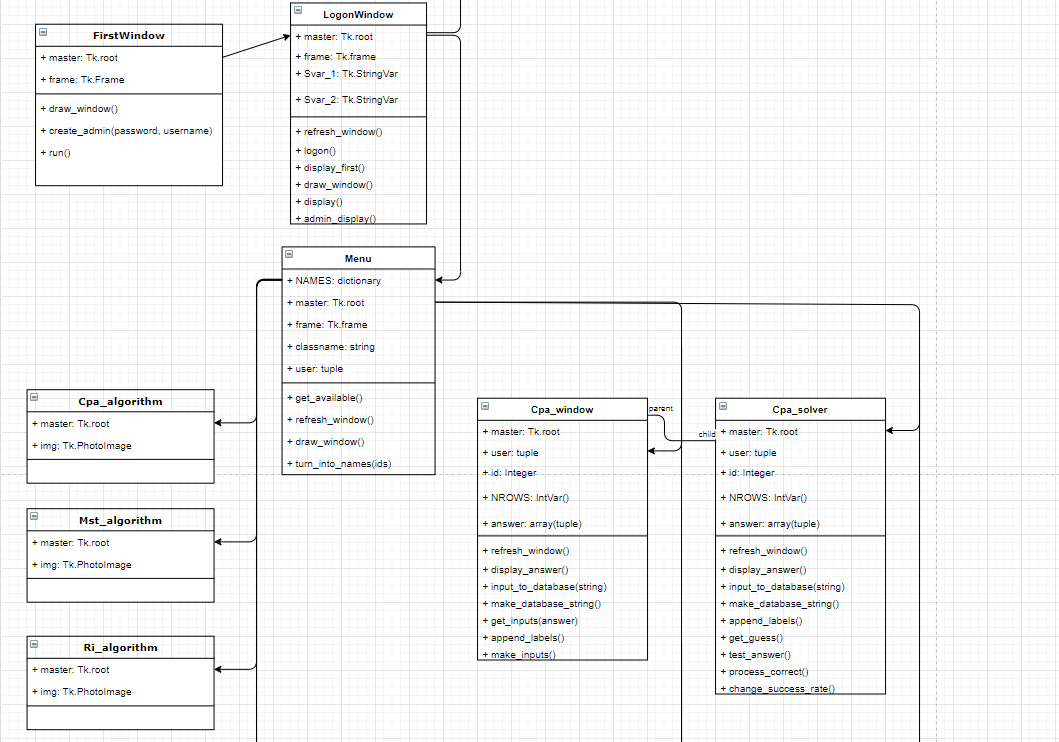 FirstWindow
+ master: Tk.root
+ frame: Tk.Frame
+ draw_window()
+ create_admin(password, username)
+ run()
LogonWindow
+ master: Tk.root
+ frame: Tk.frame
+ Svar_1: Tk.StringVar
+ Svar_2: Tk.StringVar
+ refresh_window()
+ logon()
+ display_first()
+ draw_window()
+ display()
+ admin_display()
Menu
+ NAMES: dictionary
+ master: Tk.root
+ frame: Tk.frame
+ classname: string
+ user: tuple
+ get_available()
+ refresh_window()
+ draw_window()
+ turn_into_names(ids)
Cpa_algorithm
+ master: Tk.root
+ img: Tk.PhotoImage
Mst_algorithm
+ master: Tk.root
+ img: Tk.PhotoImage
Ri_algorithm
+ master: Tk.root
+ img: Tk.PhotoImage
Cpa_window
+ master: Tk.root
+ user: tuple
+ id: Integer
+ NROWS: IntVar()
+ answer: array(tuple)
+ refresh_window()
+ display_answer()
+ input_to_database(string)
+ make_database_string()
+ get_inputs(answer)
+ append_labels()
+ make_inputs()
parent
child
Cpa_solver
+ master: Tk.root
+ user: tuple
+ id: Integer
+ NROWS: IntVar()
+ answer: array(tuple)
+ refresh_window()
+ display_answer()
+ input_to_database(string)
+ make_database_string()
+ append_labels()
+ get_guess()
+ test_answer()
+ process_correct()
+ change_success_rate()